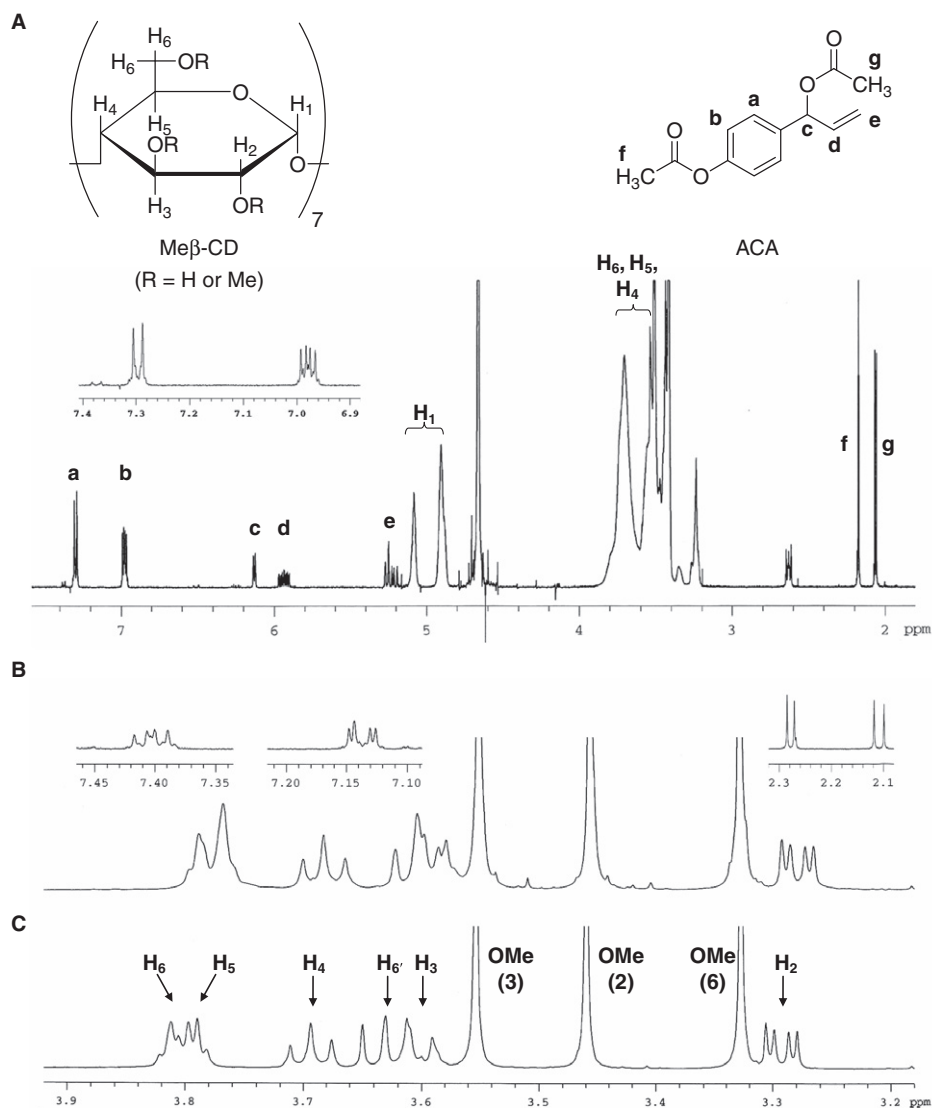 A
H6
H6
OR
H4
O
H1
H5
OR
H2
O
H3
OR
7
Meβ-CD
(R = H or Me)
O
g
O
CH3
a
b
c
d
e
O
f
H3C
O
ACA
H6, H5,
H4
7.4 7.3 7.2 7.1 7.0 6.9
H1
a b c d e f g
7 6 5 4 3 2 ppm
B
7.45 7.40 7.35
7.20 7.15 7.10
2.3 2.2 2.1
C
H6 H5 H4 H6' H3 OMe OMe OMe H2
(3) (2) (6)
3.9 3.8 3.7 3.6 3.5 3.4 3.3 3.2 ppm